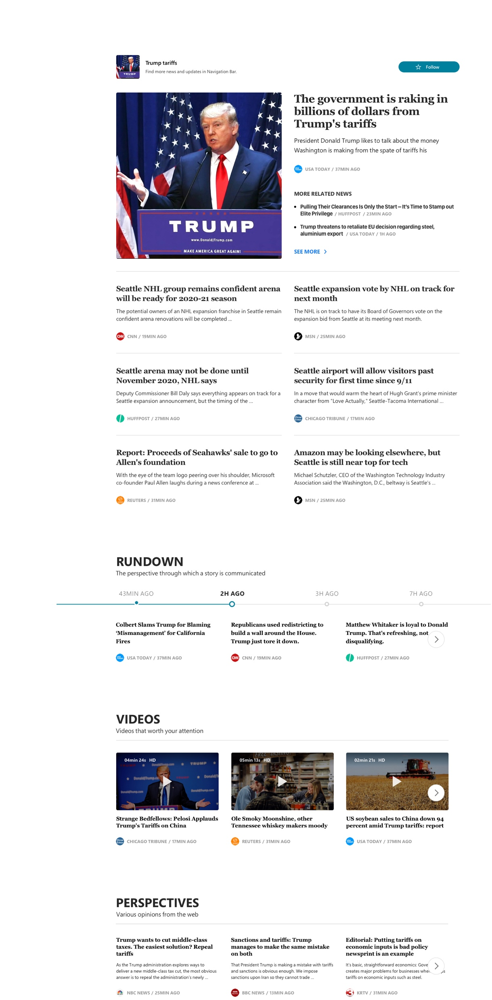 Trump tariffs
Find more news and updates in Navigation Bar.
Follow
TRUMP
The government is raking in
billions of dollars from
Trump's tariffs
President Donald Trump likes to talk about the money
Washington is making from the spate of tariffs his
USA TODAY / 37MIN AGO
MORE RELATED NEWS
Pulling Their Clearances Is Only the Start – It's Time to Stamp out
Elite Privilege / HUFFPOST / 23MIN AGO
Trump threatens to retaliate EU decision regarding steel,
aluminium export / USA TODAY / 1H AGO
SEE MORE
TRUMP
www.DonaldJTrump.com
MAKE AMERICA GREAT AGAIN!
Seattle NHL group remains confident arena
will be ready for 2020-21 season
The potential owners of an NHL expansion franchise in Seattle remain
confident arena renovations will be completed ...
CNN / 19MIN AGO
Seattle expansion vote by NHL on track for
next month
The NHL is on track to have its Board of Governors vote on the
expansion bid from Seattle at its meeting next month.
MSN / 25MIN AGO
Seattle arena may not be done until
November 2020, NHL says
Deputy Commissioner Bill Daly says everything appears on track for a
Seattle expansion announcement, but the timing of the ...
HUFFPOST / 27MIN AGO
Seattle airport will allow visitors past
security for first time since 9/11
In a move that would warm the heart of Hugh Grant's prime minister
character from "Love Actually," Seattle-Tacoma International ...
CHICAGO TRIBUNE / 17MIN AGO
Report: Proceeds of Seahawks' sale to go to
Allen's foundation
With the eye of the team logo peering over his shoulder, Microsoft
co-founder Paul Allen laughs during a news conference at ...
REUTERS / 31MIN AGO
Amazon may be looking elsewhere, but
Seattle is still near top for tech
Michael Schutzler, CEO of the Washington Technology Industry
Association said the Washington, D.C., beltway is Seattle's ...
MSN / 25MIN AGO
RUNDOWN
The perspective through which a story is communicated
43MIN AGO
2H AGO
3H AGO
7H AGO
Colbert Slams Trump for Blaming
‘Mismanagement’ for California
Fires
USA TODAY / 37MIN AGO
Republicans used redistricting to
build a wall around the House.
Trump just tore it down.
CNN / 19MIN AGO
Matthew Whitaker is loyal to Donald
Trump. That's refreshing, not
disqualifying.
HUFFPOST / 27MIN AGO
VIDEOS
Videos that worth your attention
04min 24s HD
TRUMP
DonaldJTrump.com
Strange Bedfellows: Pelosi Applauds
Trump's Tariffs on China
CHICAGO TRIBUNE / 17MIN AGO
05min 13s HD
FREE TASTING
Ole Smoky Moonshine, other
Tennessee whiskey makers moody
REUTERS / 31MIN AGO
02min 21s HD
US soybean sales to China down 94
percent amid Trump tariffs: report
USA TODAY / 37MIN AGO
PERSPECTIVES
Various opinions from the web
Trump wants to cut middle-class
taxes. The easiest solution? Repeal
tariffs
As the Trump administration explores ways to
deliver a new middle-class tax cut, the most obvious
answer is to repeal the administration's newly ...
NBC NEWS / 25MIN AGO
Sanctions and tariffs: Trump
manages to make the same mistake
on both
That President Trump is making a mistake with tariffs
and sanctions is obvious enough. We impose
sanctions upon Iran so they cannot trade ...
BBC NEWS / 13MIN AGO
Editorial: Putting tariffs on
economic inputs is bad policy
newsprint is an example
It's basic, straightforward economics:
creates major problems for businesses
tariffs on economic inputs such as steel.
KRTV / 31MIN AGO